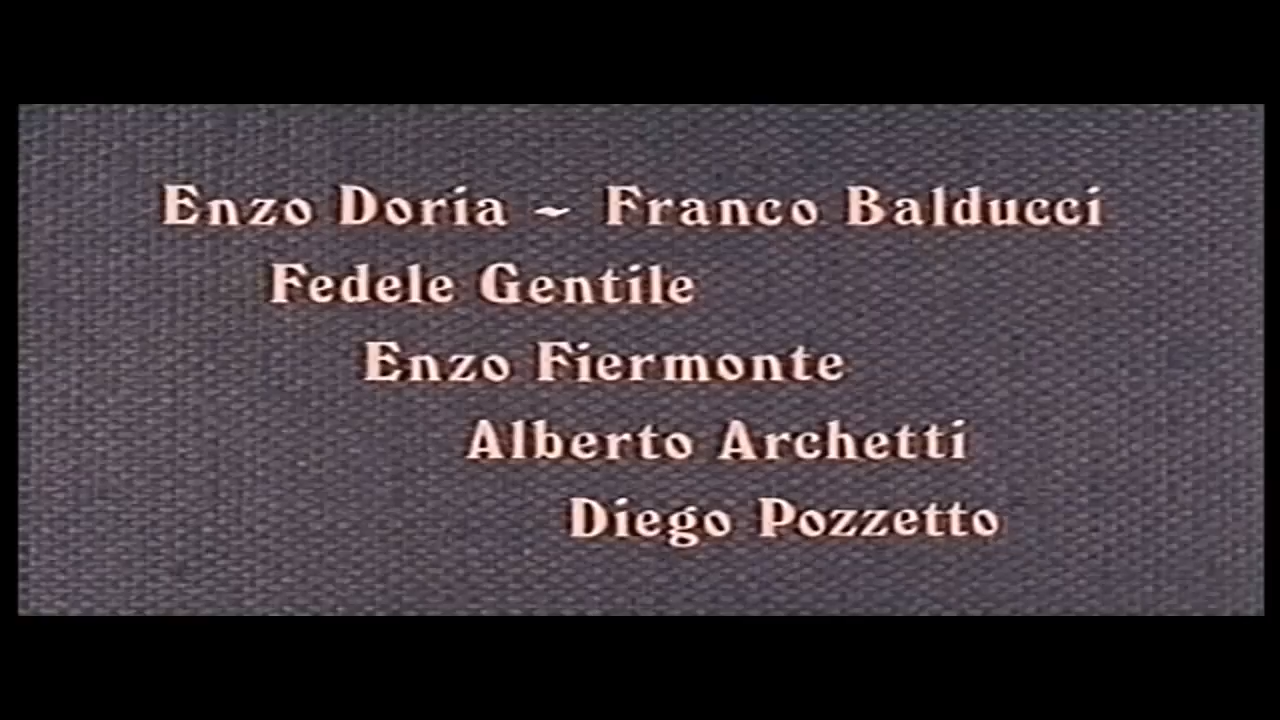 Enzo Doria ~ Franco Balducci
Fedele Gentile
Enzo Fiermonte
Alberto Archetti
Diego Pozzetto